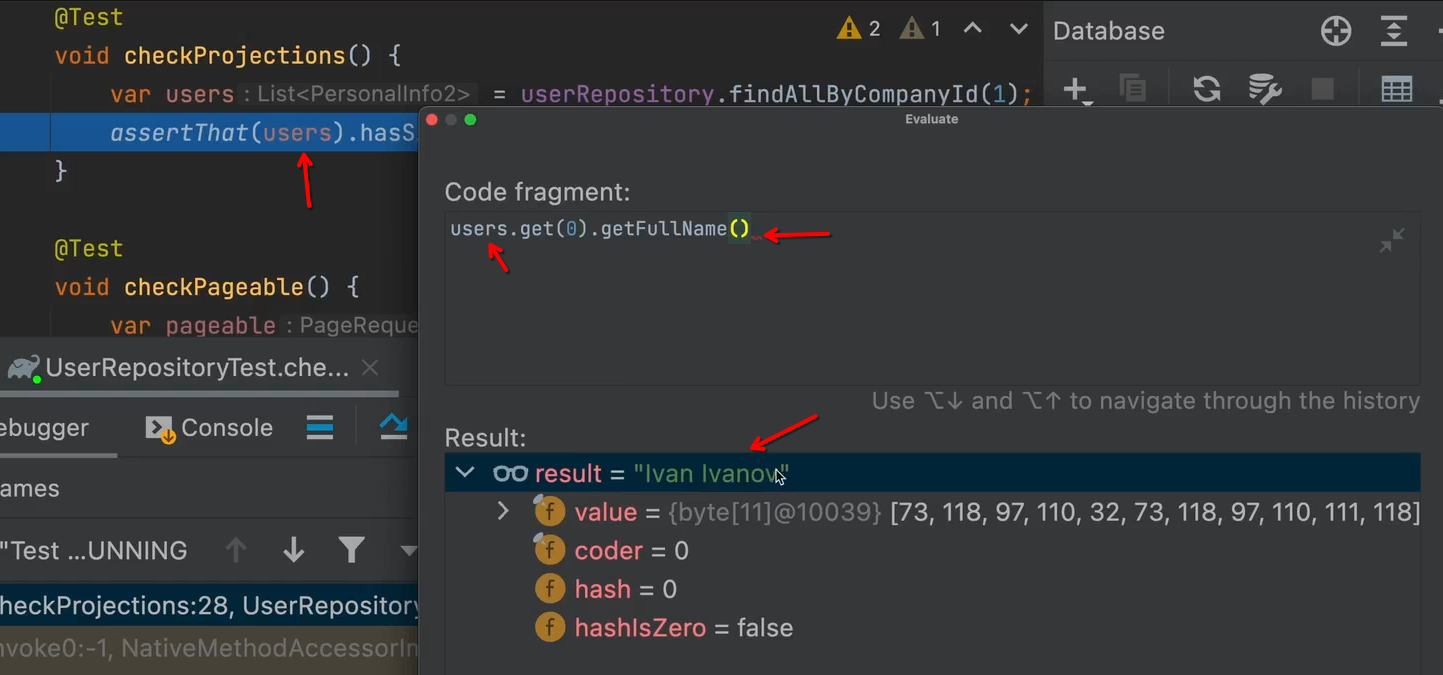 @Test
void checkProjections() {
var users : List<PersonalInfo2> = userRepository.findAllByCompanyId(1);
assertThat(users).hasS
}
@Test
void checkPageable() {
var pageable : PageReque
2 1
Database
UserRepositoryTest.che...
ebugger
Console
ames
"Test ...UNNING
heckProjections:28, UserRepository
nvoke0:-1, NativeMethodAccessorIn
Evaluate
Code fragment:
users.get(0).getFullName()
Use ⌥↓ and ⌥↑ to navigate through the history
Result:
result = "Ivan Ivanov"
value = {byte[11]@10039} [73, 118, 97, 110, 32, 73, 118, 97, 110, 111, 118]
coder = 0
hash = 0
hashIsZero = false